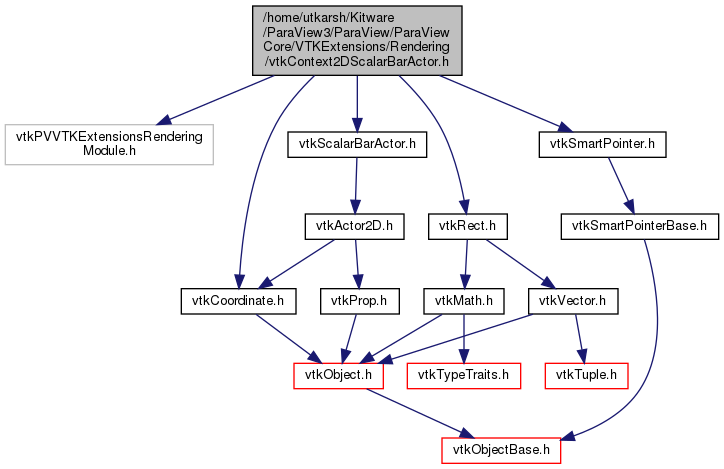 /home/utkarsh/Kitware
/ParaView3/ParaView/ParaView
Core/VTKExtensions/Rendering
/vtkContext2DScalarBarActor.h
vtkPVVTKExtensionsRendering
Module.h
vtkScalarBarActor.h
vtkSmartPointer.h
vtkActor2D.h
vtkRect.h
vtkSmartPointerBase.h
vtkCoordinate.h
vtkProp.h
vtkMath.h
vtkVector.h
vtkObject.h
vtkTypeTraits.h
vtkTuple.h
vtkObjectBase.h